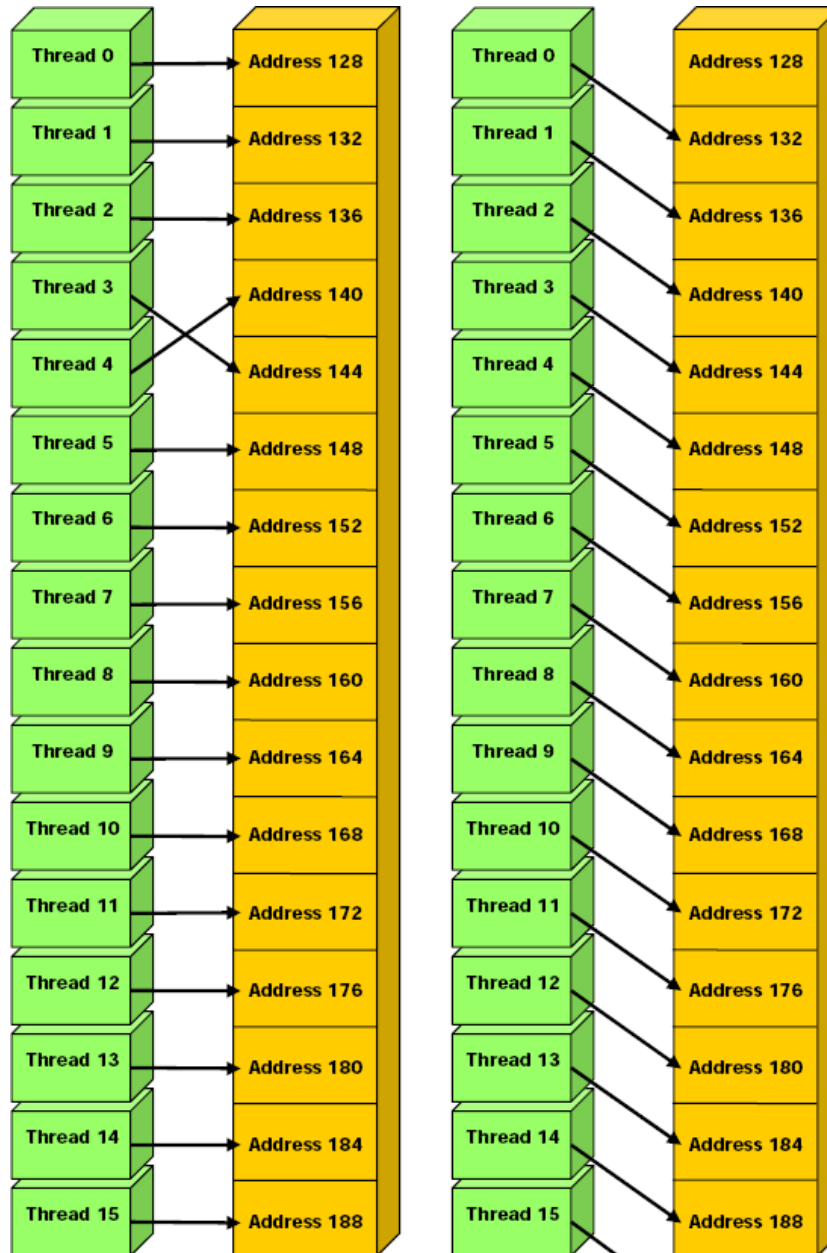 Thread 0 Address 128 Thread 0 Address 128
Thread 1 Address 132 Thread 1 Address 132
Thread 2 Address 136 Thread 2 Address 136
Thread 3 Address 140 Thread 3 Address 140
Thread 4 Address 144 Thread 4 Address 144
Thread 5 Address 148 Thread 5 Address 148
Thread 6 Address 152 Thread 6 Address 152
Thread 7 Address 156 Thread 7 Address 156
Thread 8 Address 160 Thread 8 Address 160
Thread 9 Address 164 Thread 9 Address 164
Thread 10 Address 168 Thread 10 Address 168
Thread 11 Address 172 Thread 11 Address 172
Thread 12 Address 176 Thread 12 Address 176
Thread 13 Address 180 Thread 13 Address 180
Thread 14 Address 184 Thread 14 Address 184
Thread 15 Address 188 Thread 15 Address 188